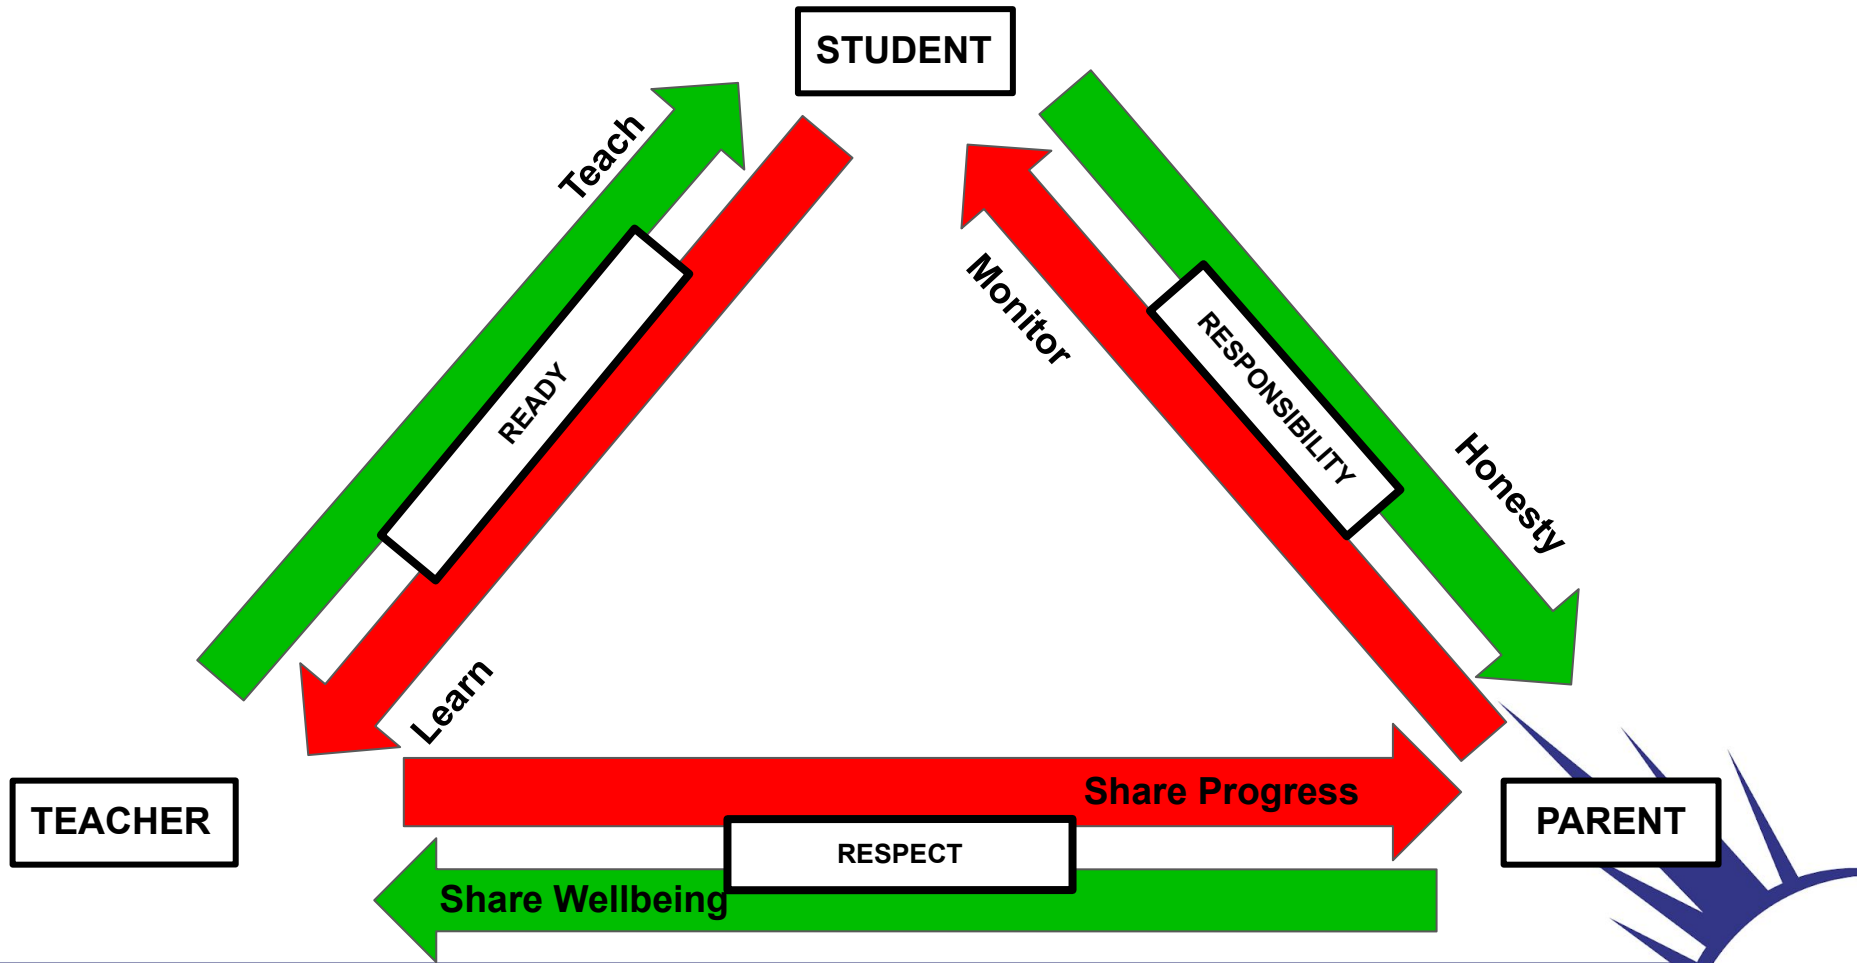 STUDENT
Teach
Monitor
READY
RESPONSIBILITY
Honesty
Learn
Share Progress
TEACHER
PARENT
RESPECT
Share Wellbeing